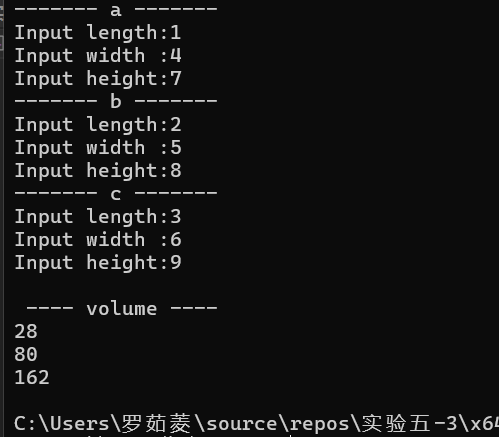 ------- a -------
Input length:1
Input width :4
Input height:7
------- b -------
Input length:2
Input width :5
Input height:8
------- c -------
Input length:3
Input width :6
Input height:9
---- volume ----
28
80
162
C:\Users\罗茹菱\source\repos\实验五-3\x64